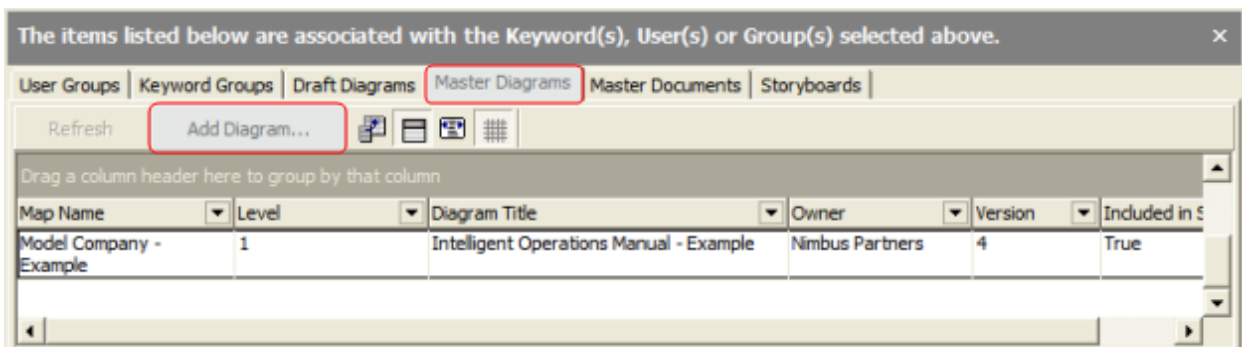 The items listed below are associated with the Keyword(s), User(s) or Group(s) selected above.
User Groups Keyword Groups Draft Diagrams Master Diagrams Master Documents Storyboards
Refresh Add Diagram...
Drag a column header here to group by that column
Map Name Level Diagram Title Owner Version Included in S
Model Company - 1 Intelligent Operations Manual - Example Nimbus Partners 4 True
Example